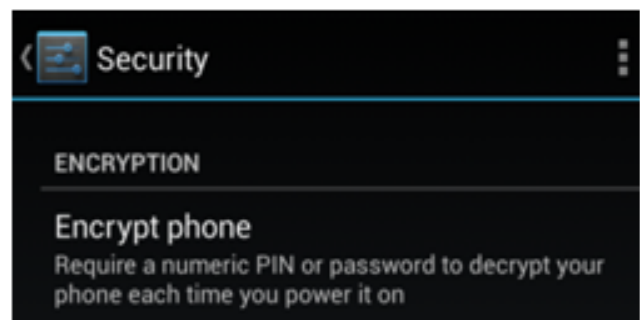 Security
ENCRYPTION
Encrypt phone
Require a numeric PIN or password to decrypt your
phone each time you power it on